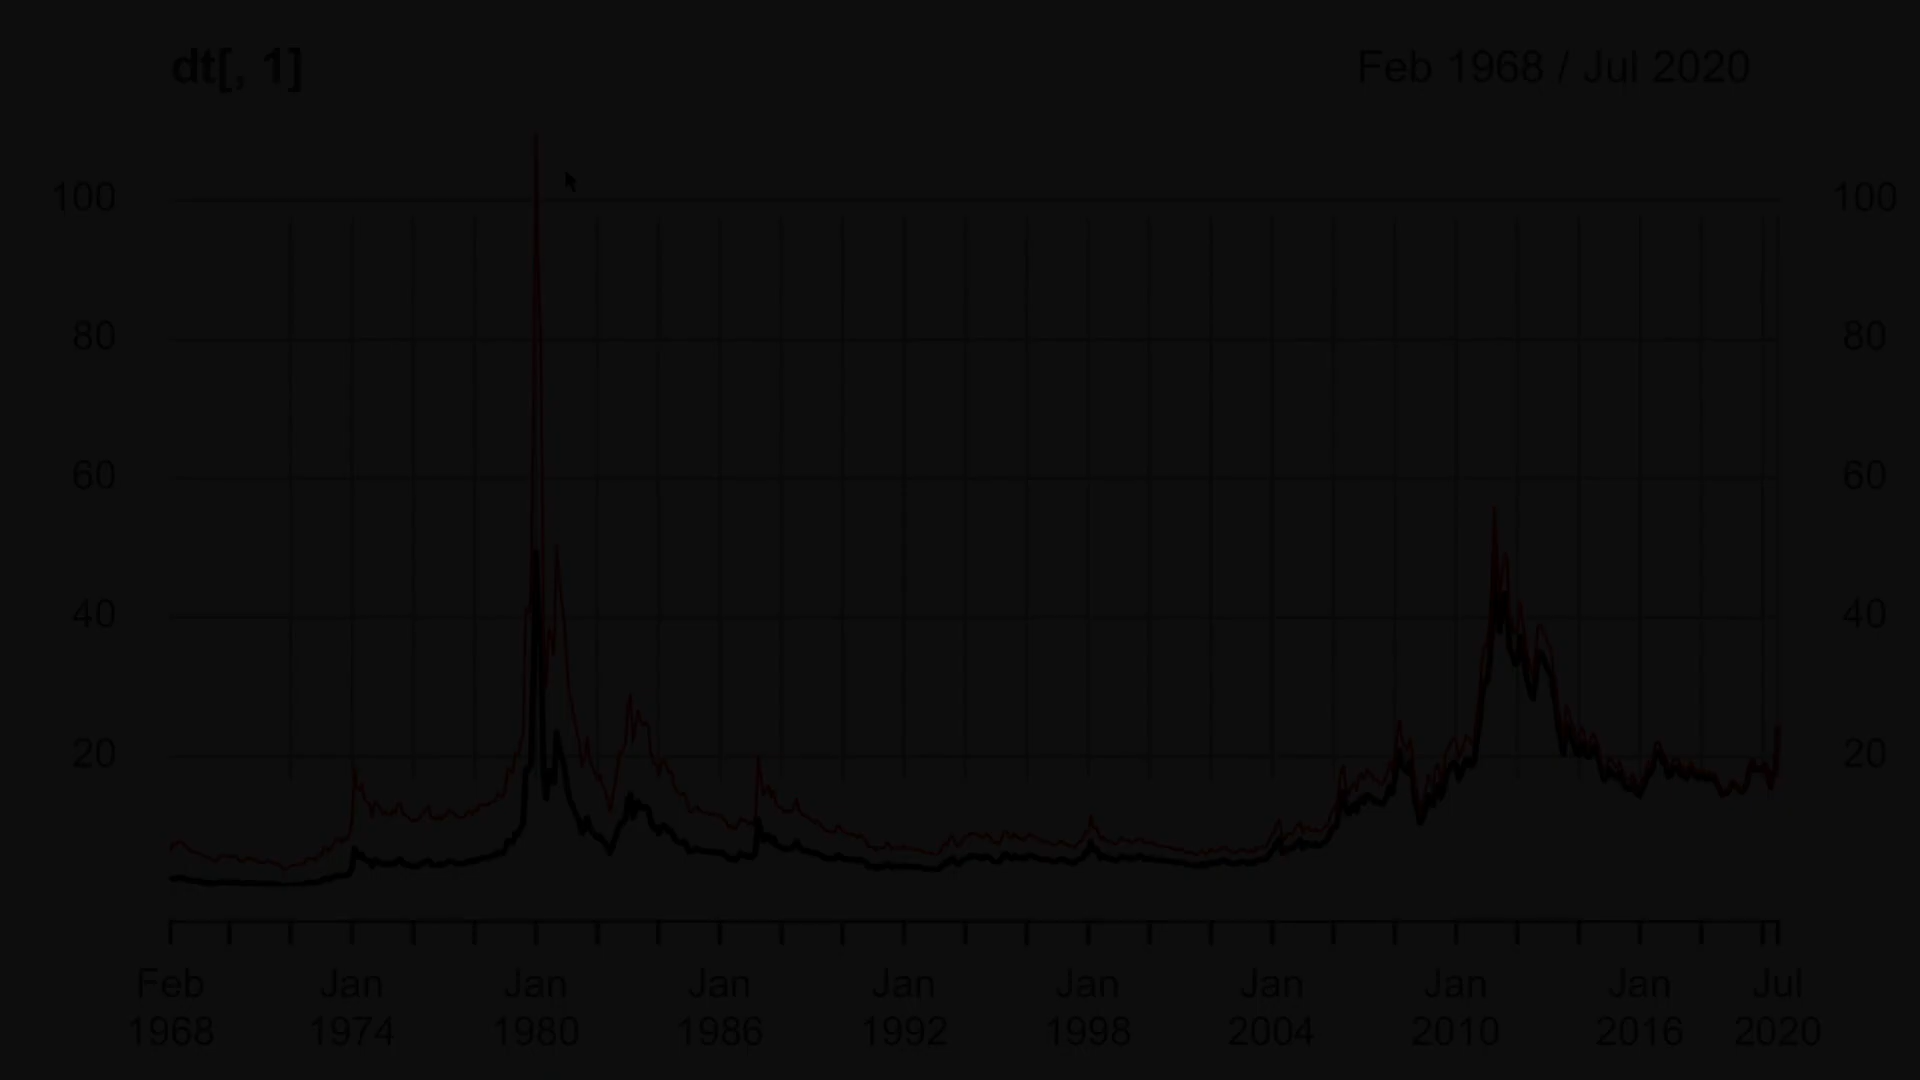 dt[, 1]
Feb 1968 / Jul 2020
100 100
80 80
60 60
40 40
20 20
Feb Jan Jan Jan Jan Jan Jan Jan Jan Jul
1968 1974 1980 1986 1992 1998 2004 2010 2016 2020